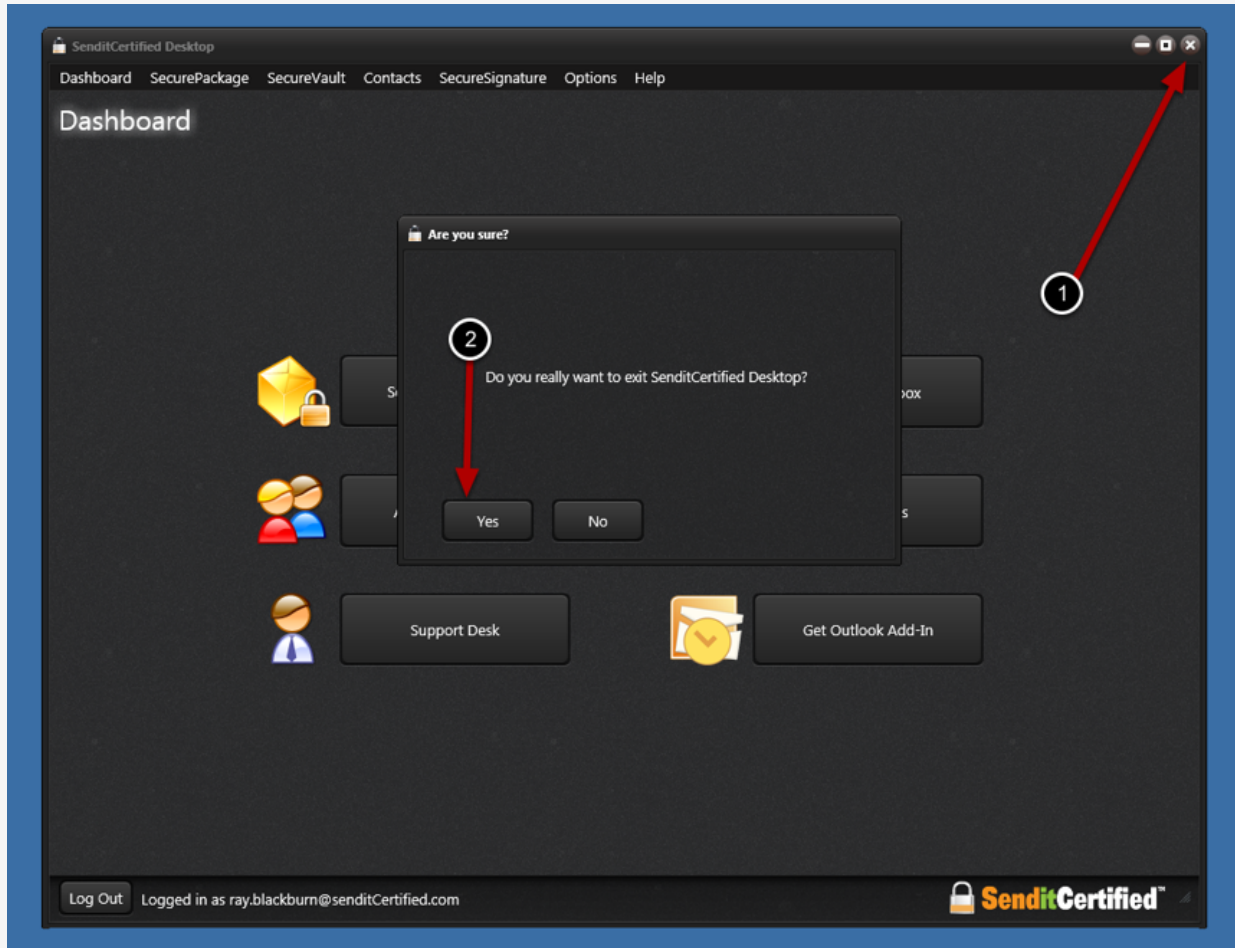 SenditCertified Desktop
Dashboard SecurePackage SecureVault Contacts SecureSignature Options Help
Dashboard
Are you sure?
1
2
Do you really want to exit SenditCertified Desktop?
Yes No
Support Desk
Get Outlook Add-In
Log Out Logged in as ray.blackburn@senditCertified.com
SenditCertified™